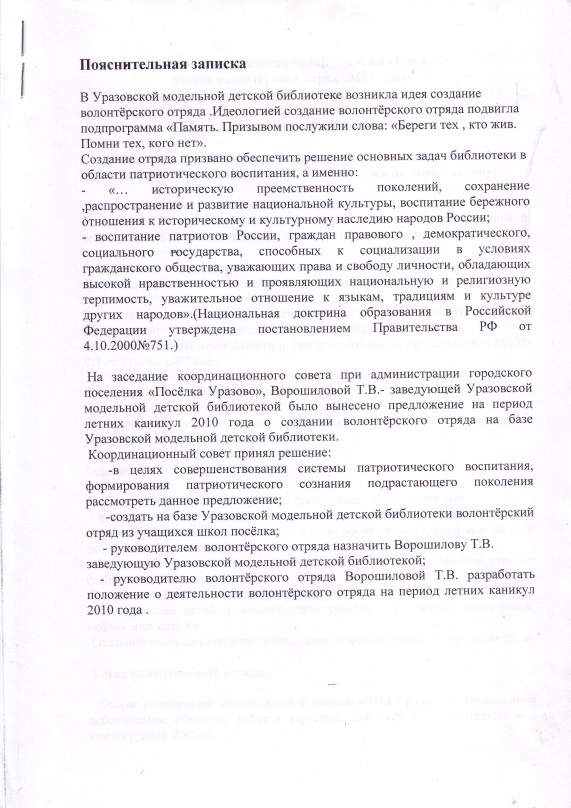 Пояснительная записка
В Уразовской модельной детской библиотеке возникла идея создание
волонтёрского отряда .Идеологией создание волонтёрского отряда подвигла
подпрограмма «Память. Призывом послужили слова: «Береги тех , кто жив.
Помни тех, кого нет».
Создание отряда призвано обеспечить решение основных задач библиотеки в
области патриотического воспитания, а именно:
- «… историческую преемственность поколений, сохранение
,распространение и развитие национальной культуры, воспитание бережного
отношения к историческому и культурному наследию народов России;
- воспитание патриотов России, граждан правового , демократического,
социального государства, способных к социализации в условиях
гражданского общества, уважающих права и свободу личности, обладающих
высокой нравственностью и проявляющих национальную и религиозную
терпимость, уважительное отношение к языкам, традициям и культуре
других народов».(Национальная доктрина образования в Российской
Федерации утверждена постановлением Правительства РФ от
4.10.2000№751.)
На заседание координационного совета при администрации городского
поселения «Посёлка Уразово», Ворошиловой Т.В.- заведующей Уразовской
модельной детской библиотекой было вынесено предложение на период
летних каникул 2010 года о создании волонтёрского отряда на базе
Уразовской модельной детской библиотеки.
Координационный совет принял решение:
-в целях совершенствования системы патриотического воспитания,
формирования патриотического сознания подрастающего поколения
рассмотреть данное предложение;
-создать на базе Уразовской модельной детской библиотеки волонтёрский
отряд из учащихся школ посёлка;
- руководителем волонтёрского отряда назначить Ворошилову Т.В.
заведующую Уразовской модельной детской библиотекой;
- руководителю волонтёрского отряда Ворошиловой Т.В. разработать
положение о деятельности волонтёрского отряда на период летних каникул
2010 года .